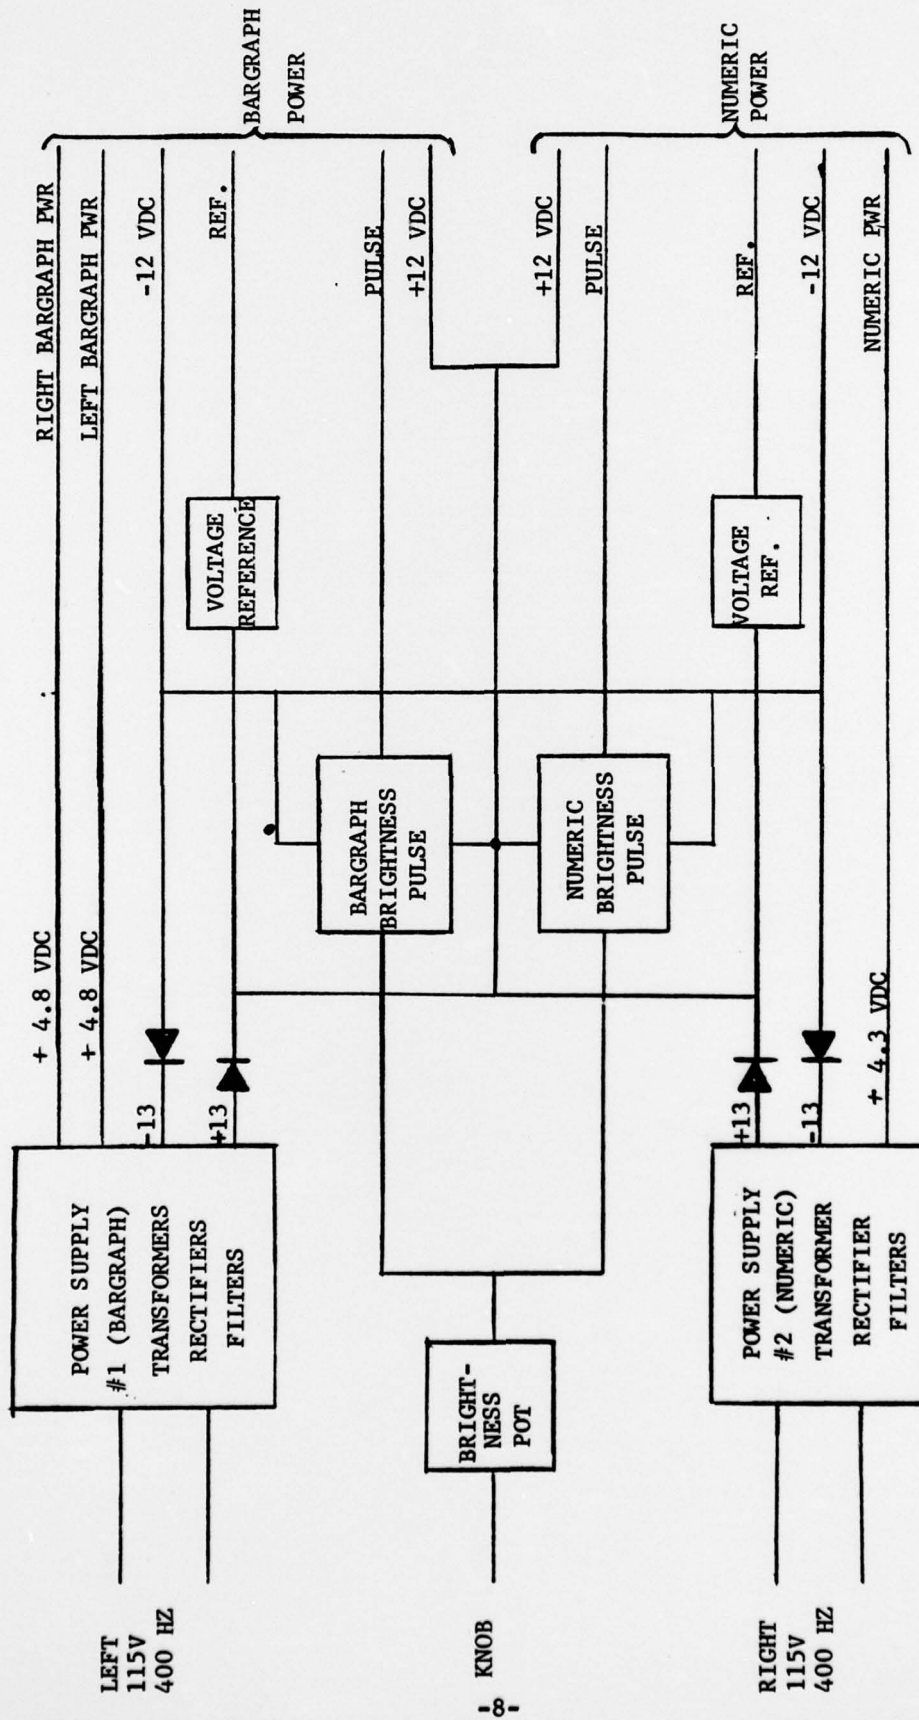 LEFT
115V
400 HZ
POWER SUPPLY
#1 (BARGRAPH)
TRANSFORMERS
RECTIFIERS
FILTERS
+ 4.8 VDC
+ 4.8 VDC
-13
+13
RIGHT BARGRAPH PWR
LEFT BARGRAPH PWR
-12 VDC
VOLTAGE
REFERENCE
REF.
BARGRAPH
POWER
KNOB
BRIGHT-
NESS
POT
BARGRAPH
BRIGHTNESS
PULSE
PULSE
+12 VDC
NUMERIC
BRIGHTNESS
PULSE
+12 VDC
PULSE
RIGHT
115V
400 HZ
POWER SUPPLY
#2 (NUMERIC)
TRANSFORMER
RECTIFIER
FILTERS
+13
-13
+ 4.3 VDC
VOLTAGE
REF.
REF.
-12 VDC
NUMERIC PWR
NUMERIC
POWER
-8-